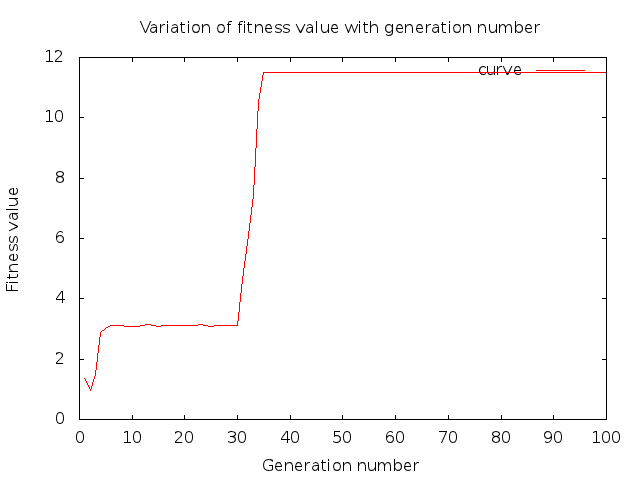 Variation of fitness value with generation number
12
curve
10
8
6
4
2
0
Fitness value
0 10 20 30 40 50 60 70 80 90 100
Generation number